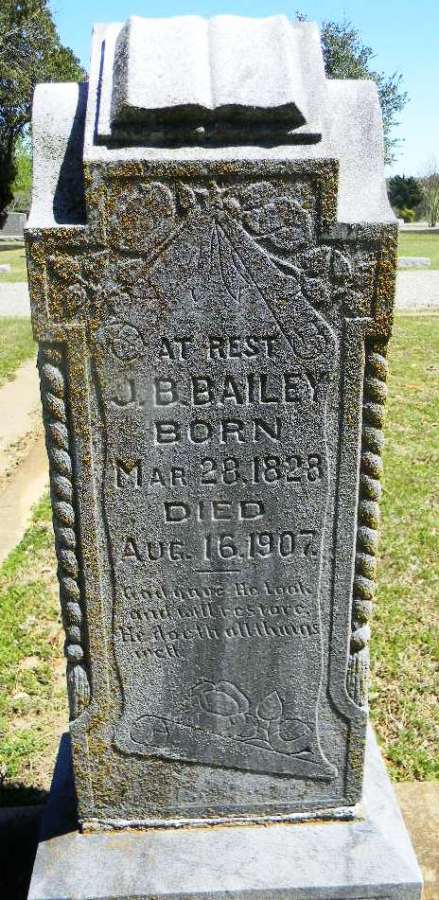 AT REST
J. B. BAILEY
BORN
MAR 28. 1828
DIED
AUG. 16. 1907.
God gave He took
and will restore.
He doeth all things
well.